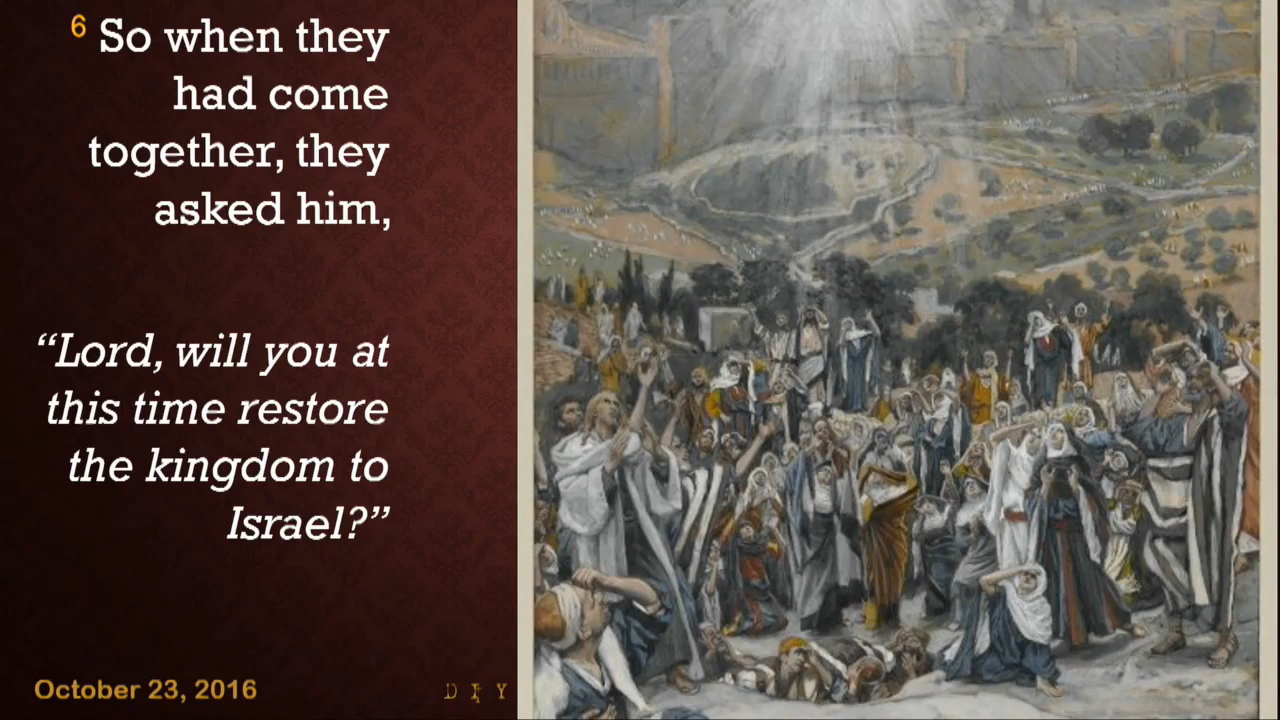 6 So when they
had come
together, they
asked him,
“Lord, will you at
this time restore
the kingdom to
Israel?”
October 23, 2016
D I Y